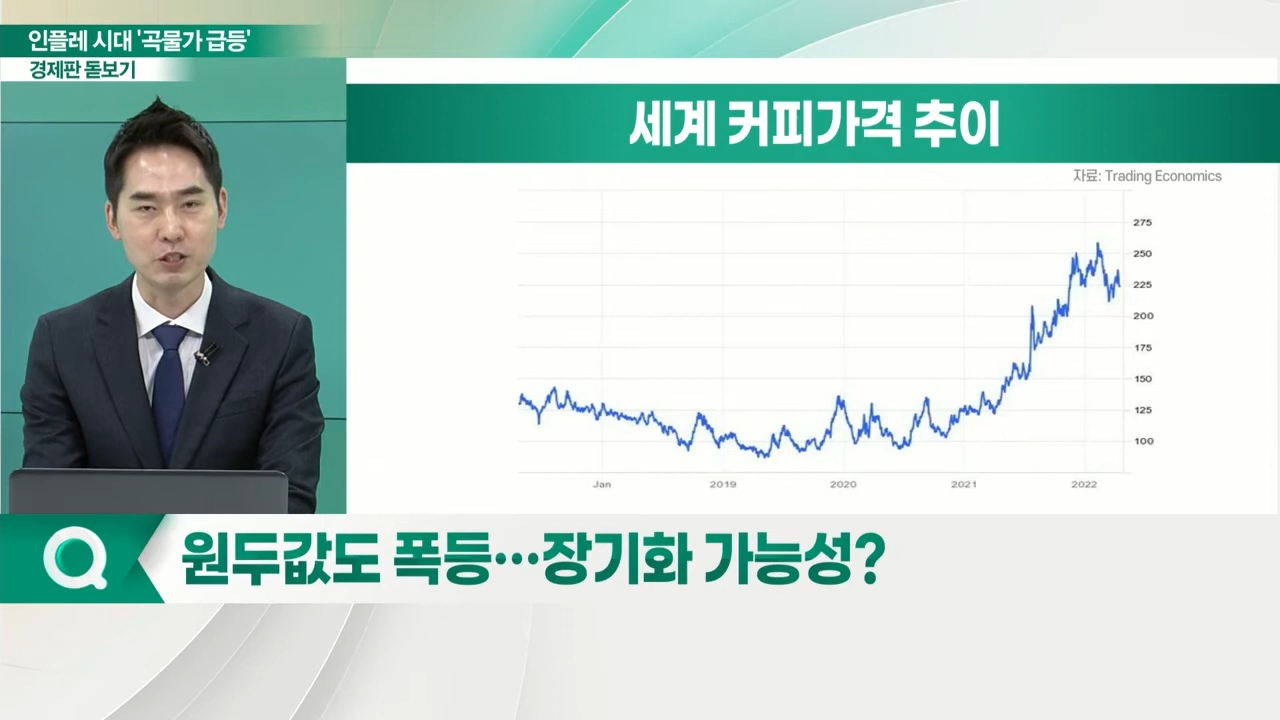 인플레 시대 '곡물가 급등'
경제판 돋보기
세계 커피가격 추이
자료: Trading Economics
275
250
225
200
175
150
125
100
Jan 2019 2020 2021 2022
원두값도 폭등…장기화 가능성?